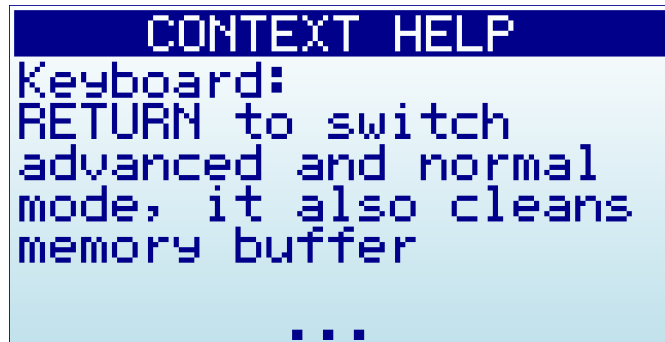 CONTEXT HELP
Keyboard:
RETURN to switch
advanced and normal
mode, it also cleans
memory buffer
...